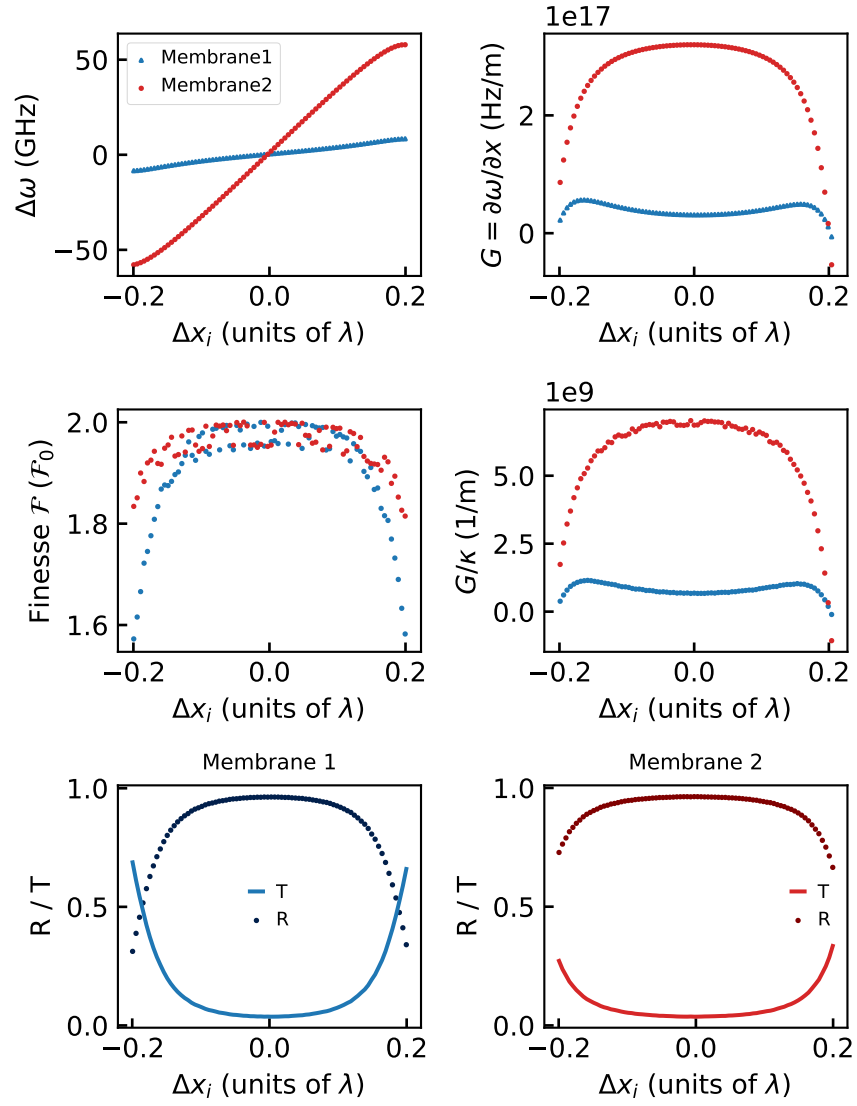 1e17
50
0
−50
Δω (GHz)
Membrane1
Membrane2
−0.2
0.0
0.2
Δx_i (units of λ)
2
0
G = ∂ω/∂x (Hz/m)
−0.2
0.0
0.2
Δx_i (units of λ)
2.0
1.8
1.6
Finesse ℱ (ℱ_0)
−0.2
0.0
0.2
Δx_i (units of λ)
1e9
5.0
2.5
0.0
G/κ (1/m)
−0.2
0.0
0.2
Δx_i (units of λ)
Membrane 1
1.0
0.5
0.0
R / T
T
R
−0.2
0.0
0.2
Δx_i (units of λ)
Membrane 2
1.0
0.5
0.0
R / T
T
R
−0.2
0.0
0.2
Δx_i (units of λ)